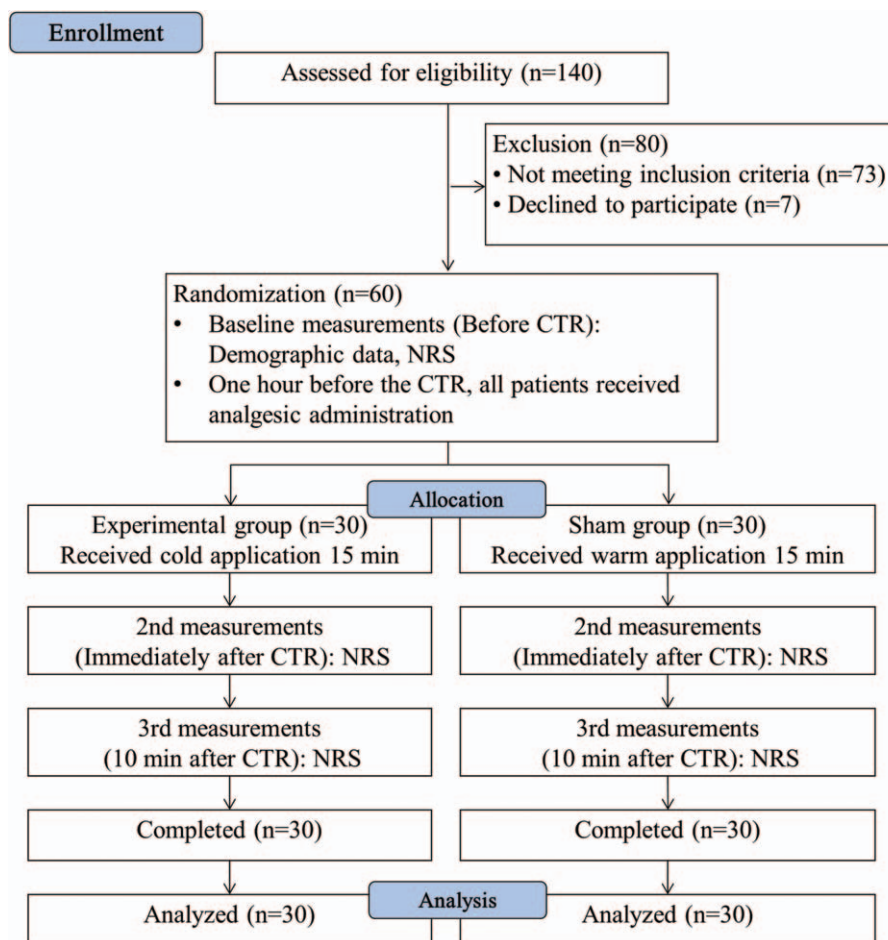 Enrollment
Assessed for eligibility (n=140)
Exclusion (n=80)
• Not meeting inclusion criteria (n=73)
• Declined to participate (n=7)
Randomization (n=60)
• Baseline measurements (Before CTR):
Demographic data, NRS
• One hour before the CTR, all patients received
analgesic administration
Allocation
Experimental group (n=30)
Received cold application 15 min
Sham group (n=30)
Received warm application 15 min
2nd measurements
(Immediately after CTR): NRS
2nd measurements
(Immediately after CTR): NRS
3rd measurements
(10 min after CTR): NRS
3rd measurements
(10 min after CTR): NRS
Completed (n=30)
Completed (n=30)
Analysis
Analyzed (n=30)
Analyzed (n=30)